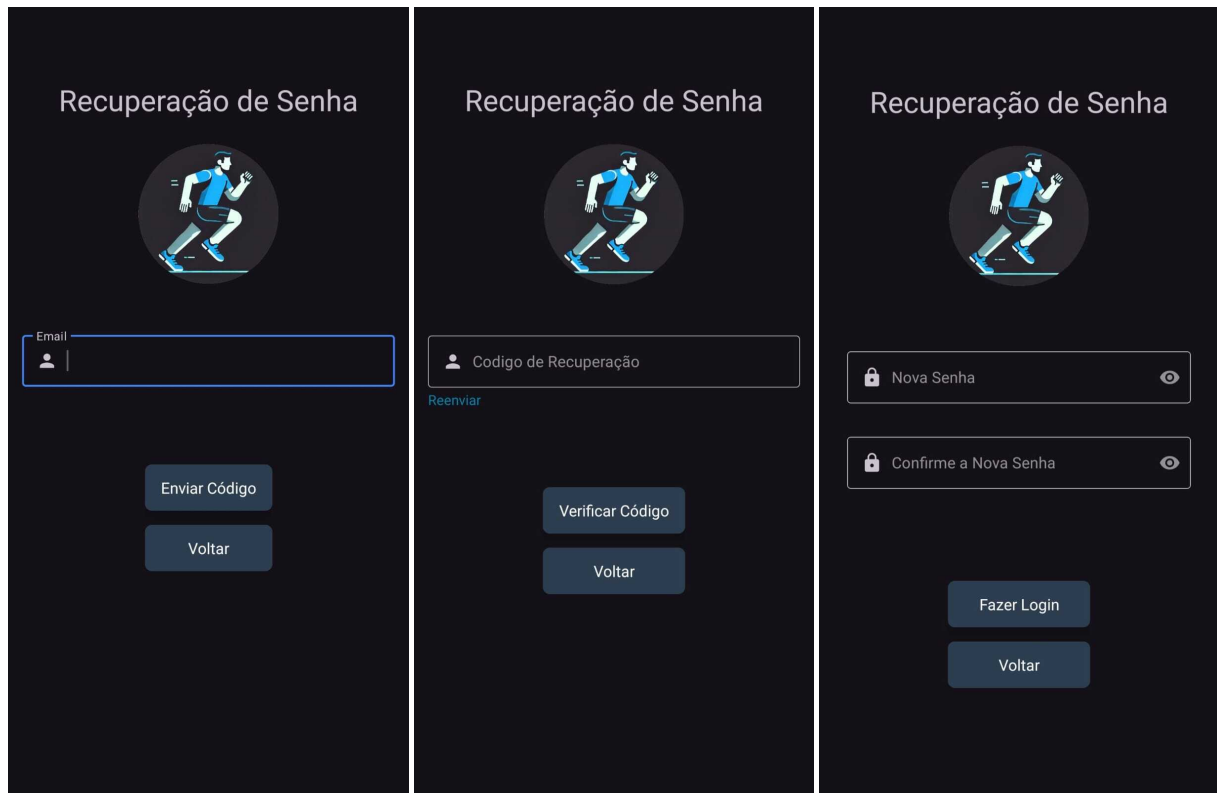 Recuperação de Senha
Email
Enviar Código
Voltar
Recuperação de Senha
Codigo de Recuperação
Reenviar
Verificar Código
Voltar
Recuperação de Senha
Nova Senha
Confirme a Nova Senha
Fazer Login
Voltar